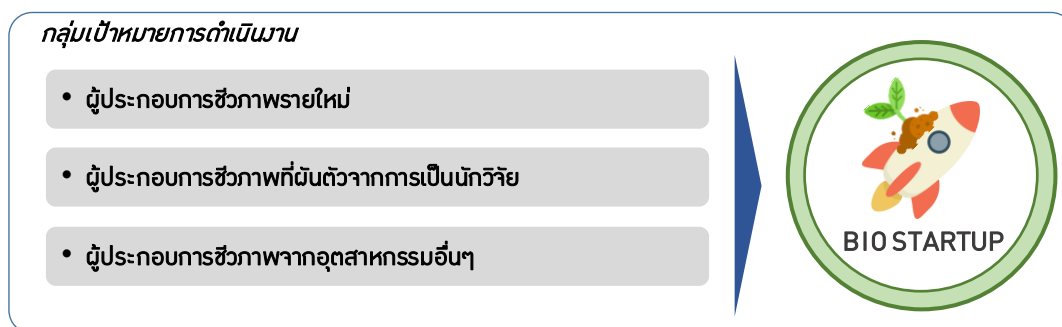 กลุ่มเป้าหมายการดำเนินงาน
• ผู้ประกอบการชีวภาพรายใหม่
• ผู้ประกอบการชีวภาพที่ผันตัวจากการเป็นนักวิจัย
• ผู้ประกอบการชีวภาพจากอุตสาหกรรมอื่นๆ
BIO STARTUP